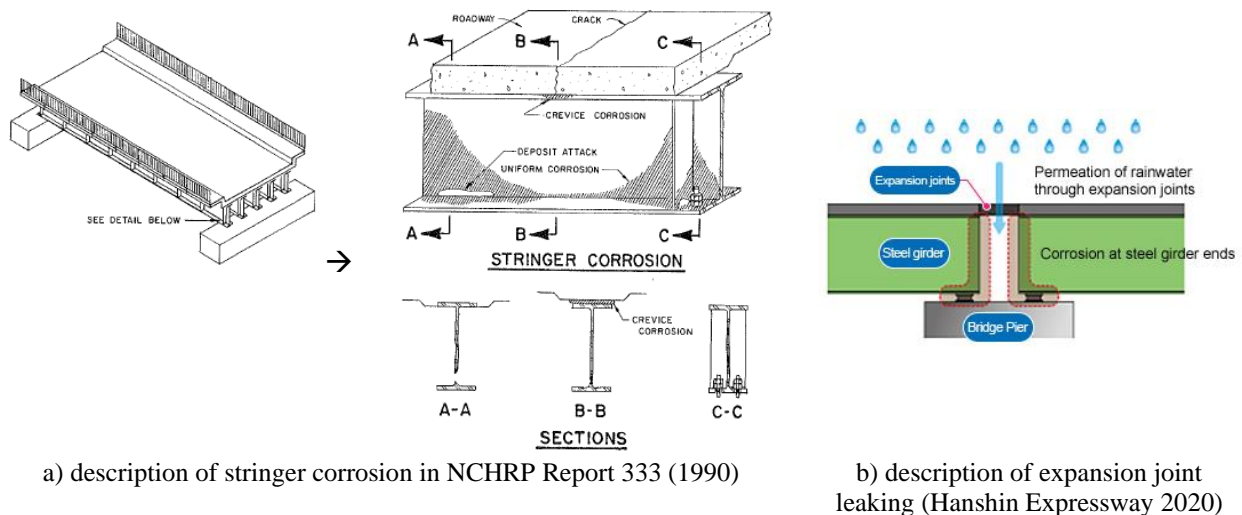 ROADWAY
CRACK
A
B
C
CREVICE CORROSION
DEPOSIT ATTACK
UNIFORM CORROSION
SEE DETAIL BELOW
→
A
B
C
STRINGER CORROSION
CREVICE
CORROSION
A-A
B-B
C-C
SECTIONS
Expansion joints
Permeation of rainwater
through expansion joints
Steel girder
Corrosion at steel girder ends
Bridge Pier
a) description of stringer corrosion in NCHRP Report 333 (1990)
b) description of expansion joint
leaking (Hanshin Expressway 2020)